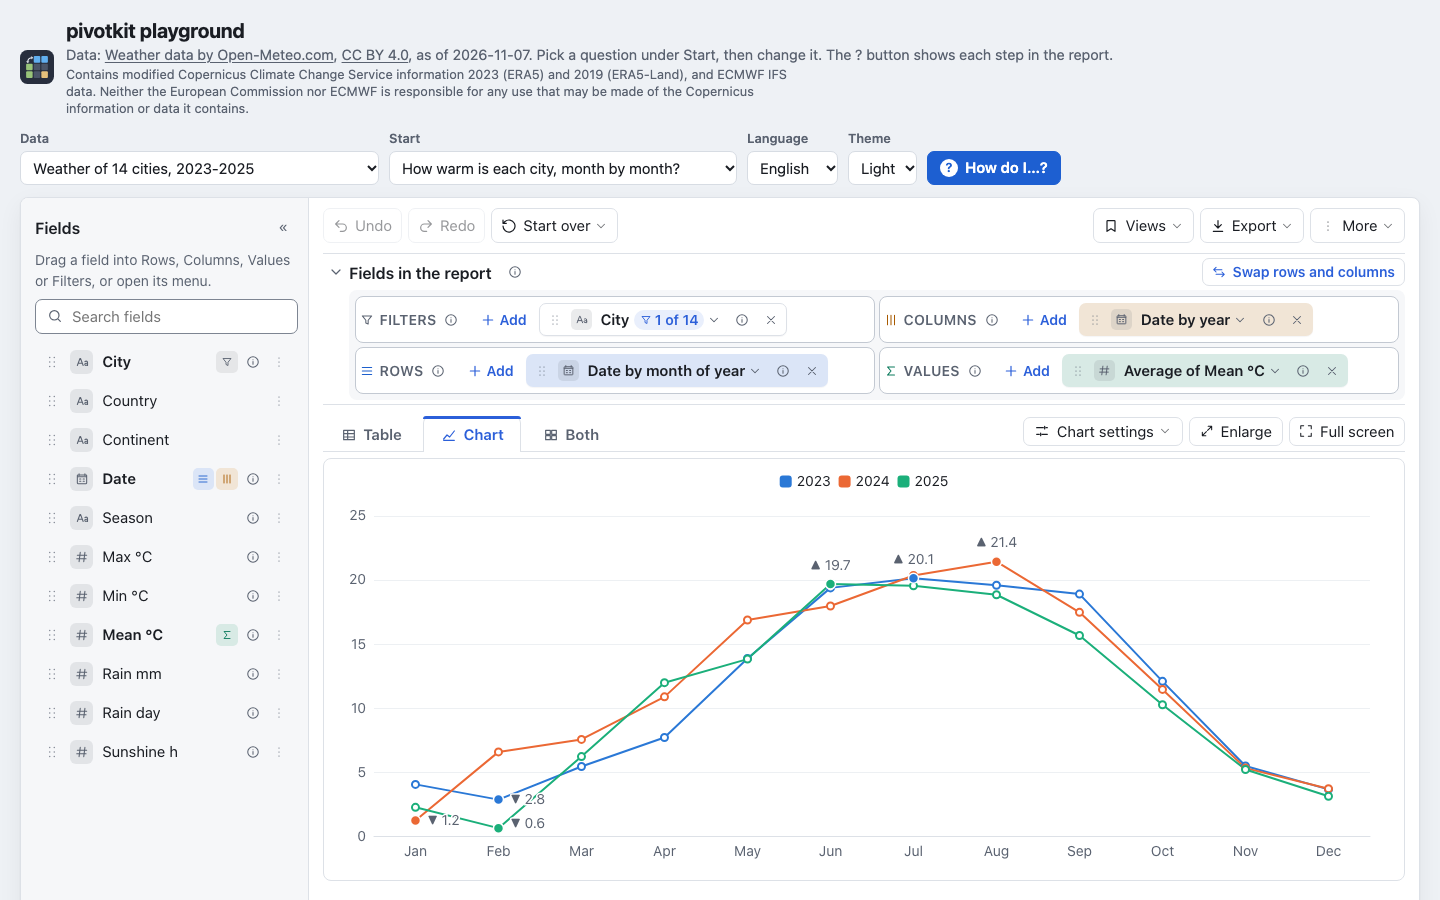 pivotkit playground
Data: Weather data by Open-Meteo.com, CC BY 4.0, as of 2026-11-07. Pick a question under Start, then change it. The ? button shows each step in the report.
Contains modified Copernicus Climate Change Service information 2023 (ERA5) and 2019 (ERA5-Land), and ECMWF IFS
data. Neither the European Commission nor ECMWF is responsible for any use that may be made of the Copernicus
information or data it contains.
Data
Start
Language
Theme
Weather of 14 cities, 2023-2025
How warm is each city, month by month?
English
Light
? How do I...?
Fields
«
Drag a field into Rows, Columns, Values
or Filters, or open its menu.
Search fields
Aa City
Aa Country
Aa Continent
Date
Aa Season
# Max °C
# Min °C
# Mean °C Σ
# Rain mm
# Rain day
# Sunshine h
Undo
Redo
Start over
Views
Export
More
Fields in the report
Swap rows and columns
FILTERS + Add Aa City 1 of 14
COLUMNS + Add Date by year
ROWS + Add Date by month of year
Σ VALUES + Add # Average of Mean °C
Table
Chart
Both
Chart settings
Enlarge
Full screen
2023 2024 2025
25
20
15
10
5
0
▲ 19.7
▲ 20.1
▲ 21.4
▼ 2.8
▼ 1.2
▼ 0.6
Jan Feb Mar Apr May Jun Jul Aug Sep Oct Nov Dec